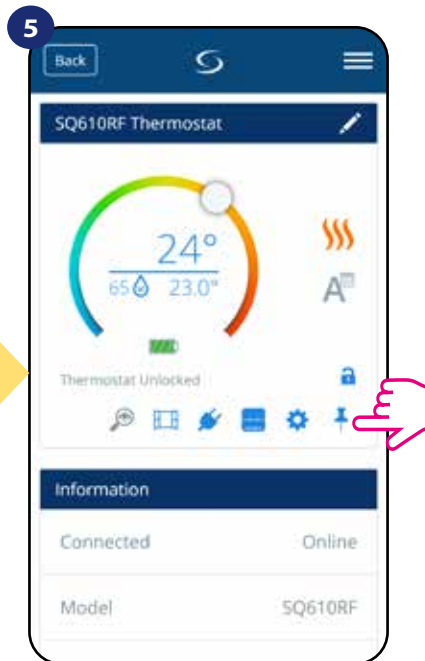 5
Back
SQ610RF Thermostat
24°
65 23.0°
A
Thermostat Unlocked
Information
Connected Online
Model SQ610RF